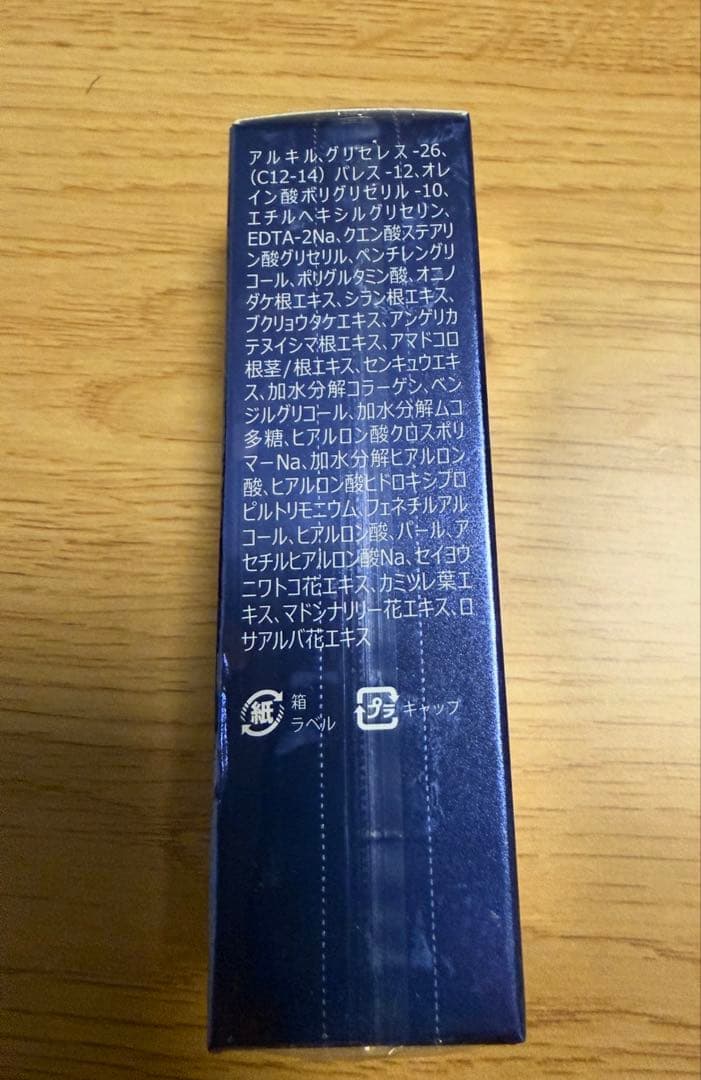 アルキル、グリセレス-26、
(C12-14) パレス-12、オレ
イン酸ポリグリセリル-10、
エチルヘキシルグリセリン、
EDTA-2Na、クエン酸ステアリ
ン酸グリセリル、ペンチレングリ
コール、ポリグルタミン酸、オニノ
ダケ根エキス、シラン根エキス、
ブクリョウタケエキス、アンゲリカ
テヌイシマ根エキス、アマドコロ
根茎/根エキス、センキュウエキ
ス、加水分解コラーゲン、ベン
ジルグリコール、加水分解ムコ
多糖、ヒアルロン酸クロスポリ
マーNa、加水分解ヒアルロン
酸、ヒアルロン酸ヒドロキシプロ
ピルトリモニウム、フェネチルアル
コール、ヒアルロン酸、パール、ア
セチルヒアルロン酸Na、セイヨウ
ニワトコ花エキス、カミツレ葉エ
キス、マドンナリリー花エキス、ロ
サアルバ花エキス
紙 箱
ラベル
プラ キャップ